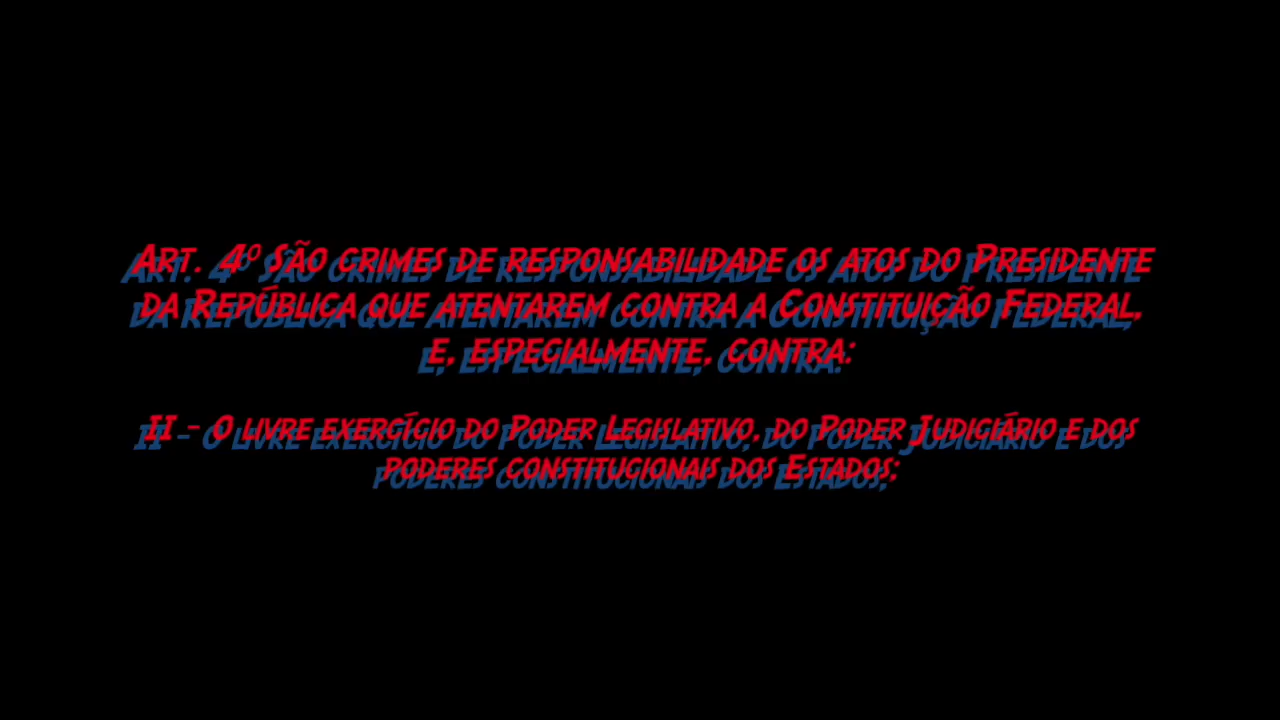 Art. 4º São crimes de responsabilidade os atos do Presidente
da República que atentarem contra a Constituição Federal,
e, especialmente, contra:
II - O livre exercício do Poder Legislativo, do Poder Judiciário e dos
poderes constitucionais dos Estados;